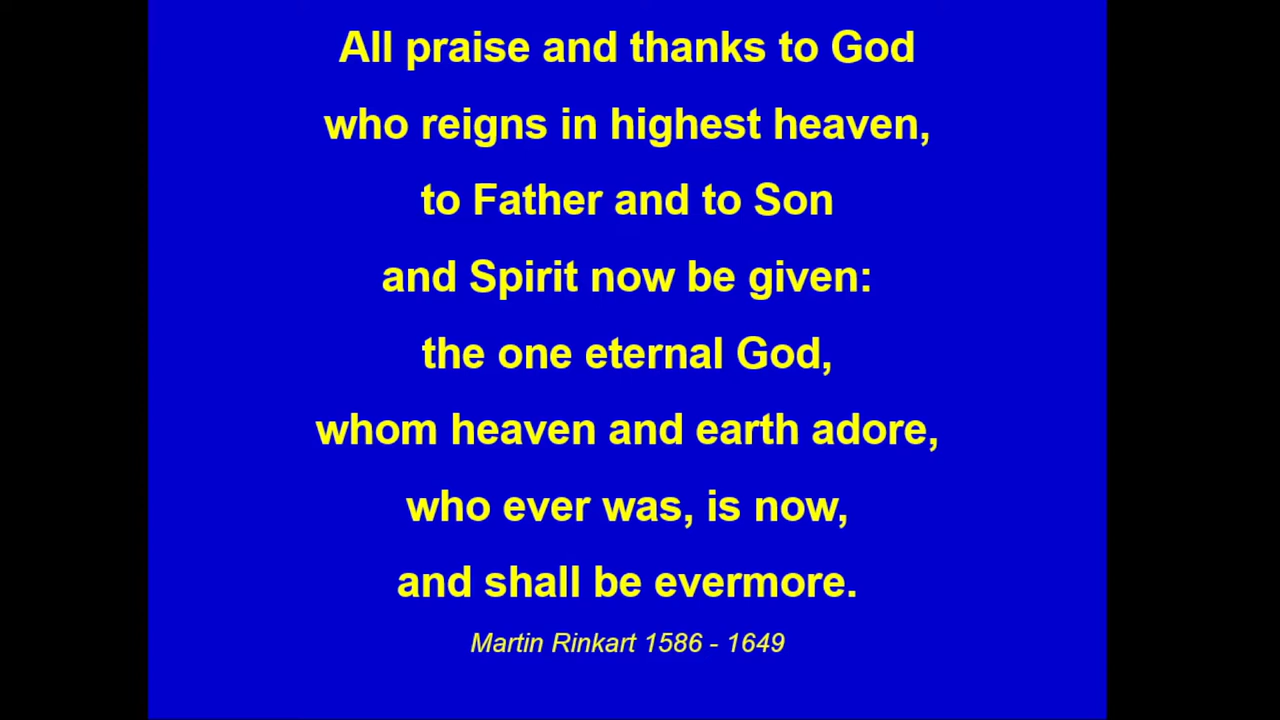 All praise and thanks to God
who reigns in highest heaven,
to Father and to Son
and Spirit now be given:
the one eternal God,
whom heaven and earth adore,
who ever was, is now,
and shall be evermore.
Martin Rinkart 1586 - 1649